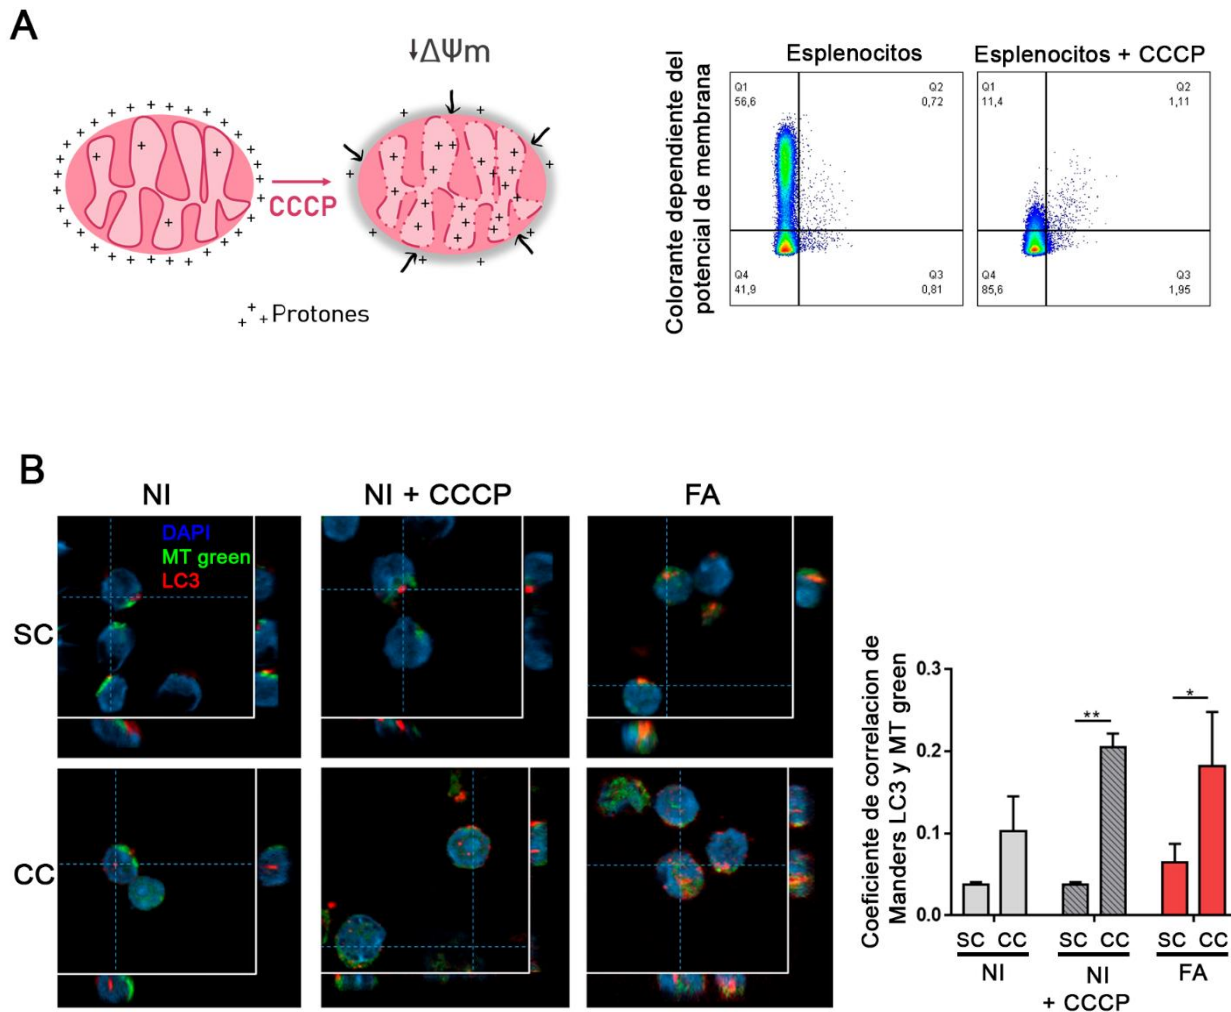 A
↓ΔΨm
CCCP
+ + + Protones
Esplenocitos
Esplenocitos + CCCP
Colorante dependiente del
potencial de membrana
Q1
56,6
Q2
0,72
Q4
41,9
Q3
0,81
Q1
11,4
Q2
1,11
Q4
85,6
Q3
1,95
B
NI
NI + CCCP
FA
DAPI
MT green
LC3
SC
CC
Coeficiente de correlacion de
Manders LC3 y MT green
0.3
0.2
0.1
0.0
**
*
SC CC
SC CC
SC CC
NI
NI
+ CCCP
FA